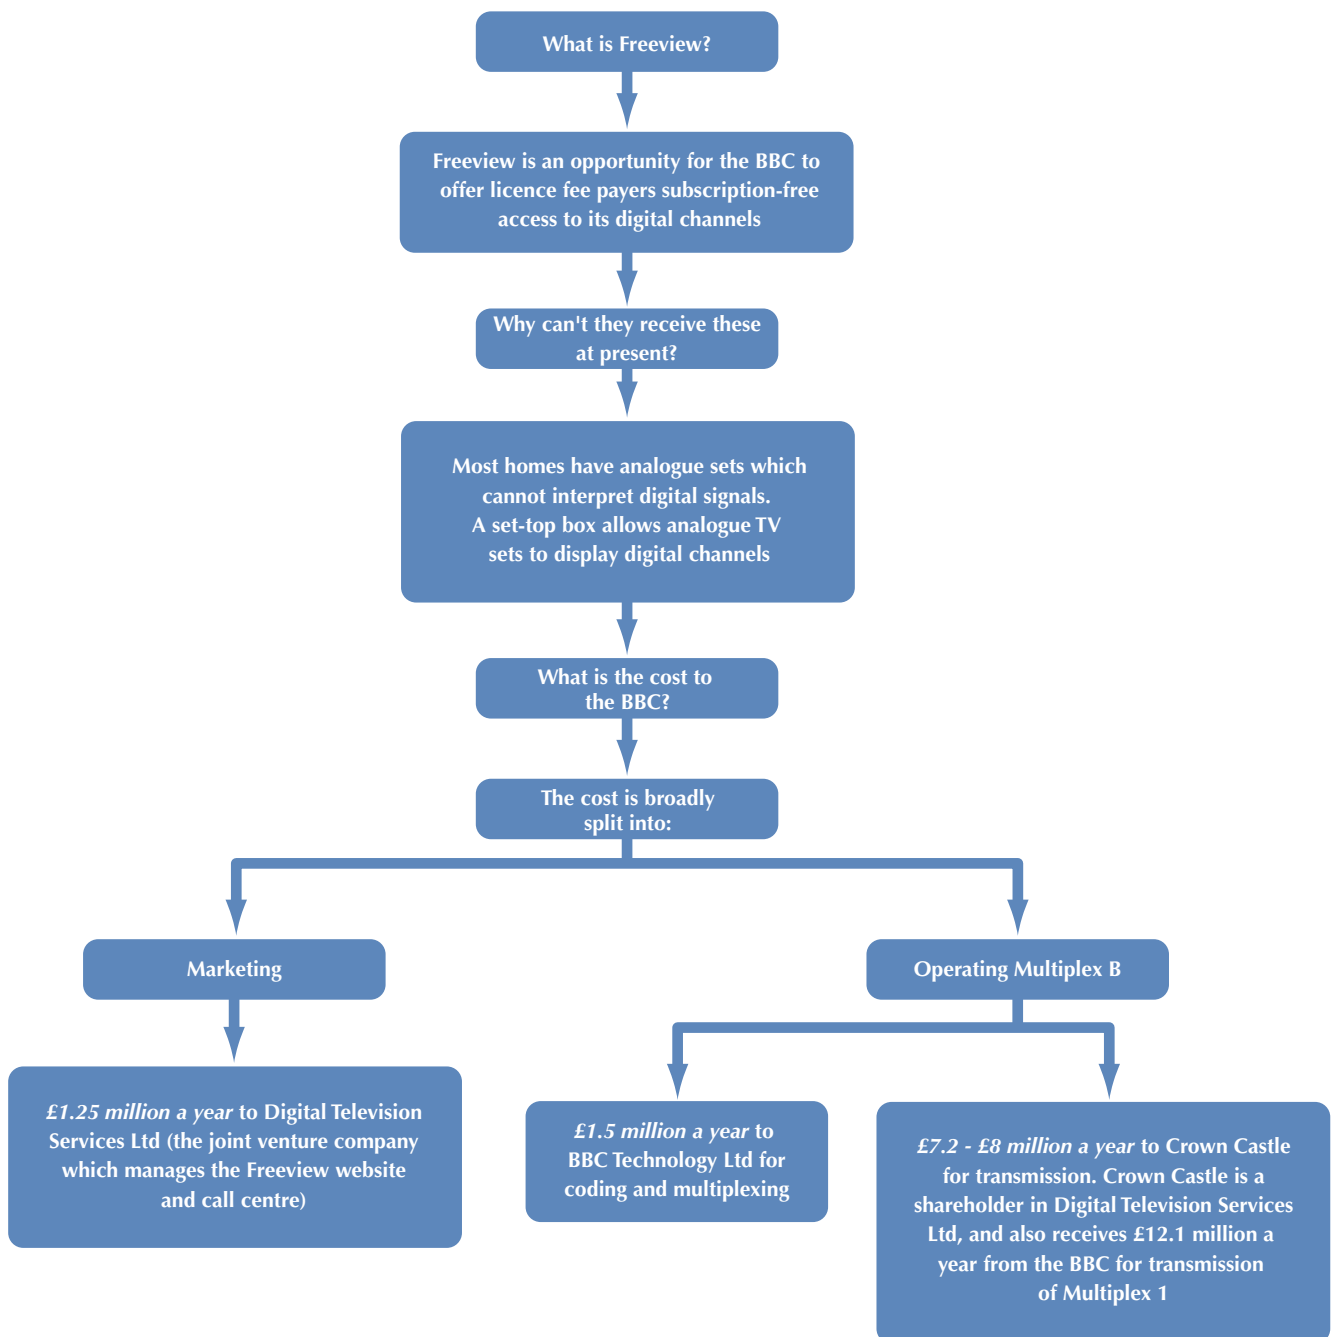 What is Freeview?
Freeview is an opportunity for the BBC to
offer licence fee payers subscription-free
access to its digital channels
Why can't they receive these
at present?
Most homes have analogue sets which
cannot interpret digital signals.
A set-top box allows analogue TV
sets to display digital channels
What is the cost to
the BBC?
The cost is broadly
split into:
Marketing
£1.25 million a year to Digital Television
Services Ltd (the joint venture company
which manages the Freeview website
and call centre)
Operating Multiplex B
£1.5 million a year to
BBC Technology Ltd for
coding and multiplexing
£7.2 - £8 million a year to Crown Castle
for transmission. Crown Castle is a
shareholder in Digital Television Services
Ltd, and also receives £12.1 million a
year from the BBC for transmission
of Multiplex 1